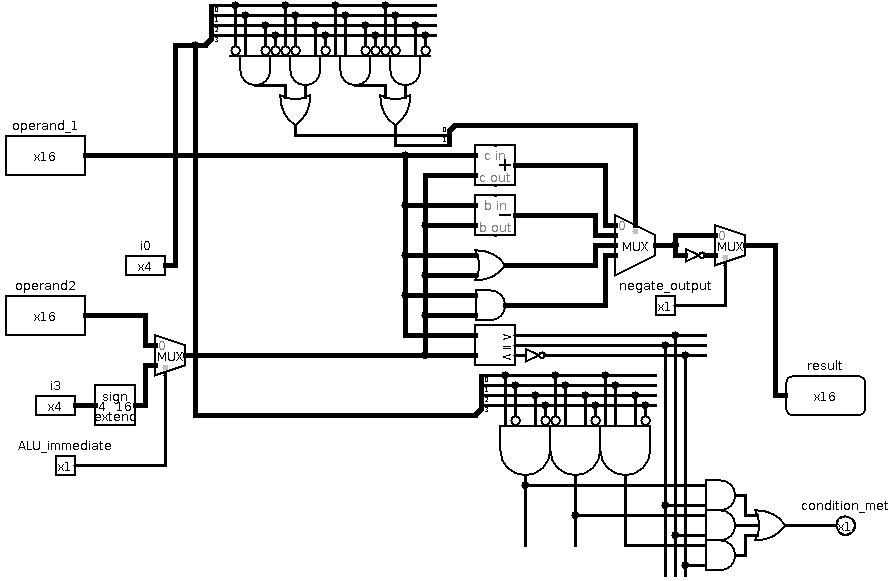 0
1
2
3
operand_1
x16
0
1
c in
+
c out
b in
−
b out
0
MUX
0
MUX
i0
x4
negate_output
x1
operand2
x16
0
MUX
>
=
<
result
x16
i3
x4
sign
4 16
extend
0
1
2
3
ALU_immediate
x1
condition_met
x1